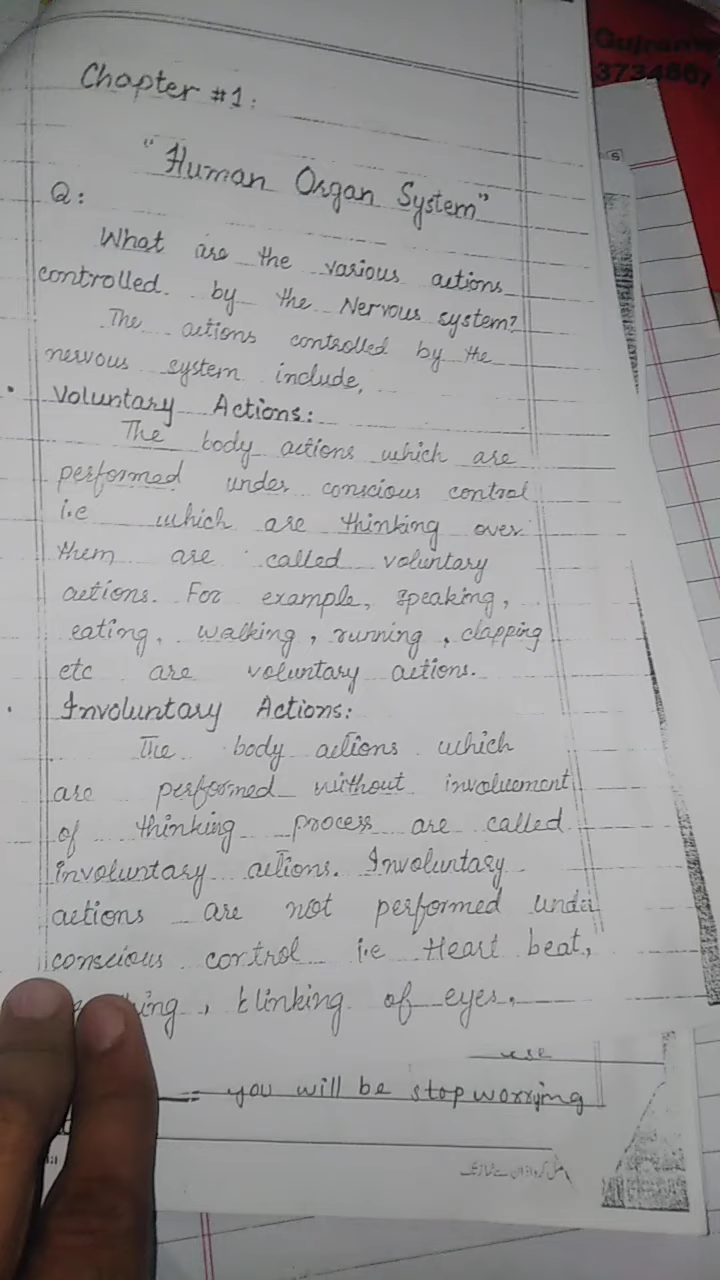 Gujranw
3734667
Chapter #1:
"Human Organ System"
Q:
What are the various actions
controlled by the Nervous system?
The actions controlled by the
nervous system include,
• Voluntary Actions:
The body actions which are
performed under conscious control
i.e which are thinking over
them are called voluntary
actions. For example, speaking,
eating, walking, running, clapping
etc are voluntary actions.
• Involuntary Actions:
The body actions which
are performed without involvement
of thinking process are called
involuntary actions. Involuntary
actions are not performed under
conscious control i.e Heart beat,
hing, blinking of eyes.
use
you will be stop worrying